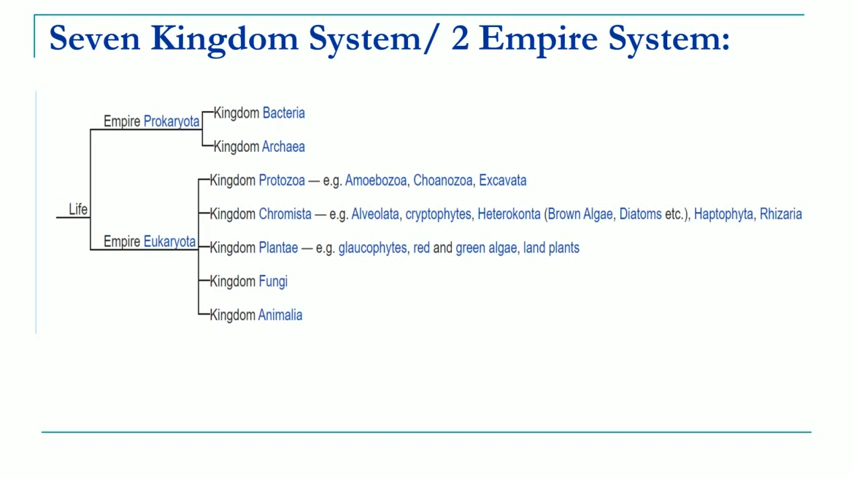 Seven Kingdom System/ 2 Empire System:
Kingdom Bacteria
Empire Prokaryota
Kingdom Archaea
Kingdom Protozoa — e.g. Amoebozoa, Choanozoa, Excavata
Life
Kingdom Chromista — e.g. Alveolata, cryptophytes, Heterokonta (Brown Algae, Diatoms etc.), Haptophyta, Rhizaria
Empire Eukaryota
Kingdom Plantae — e.g. glaucophytes, red and green algae, land plants
Kingdom Fungi
Kingdom Animalia